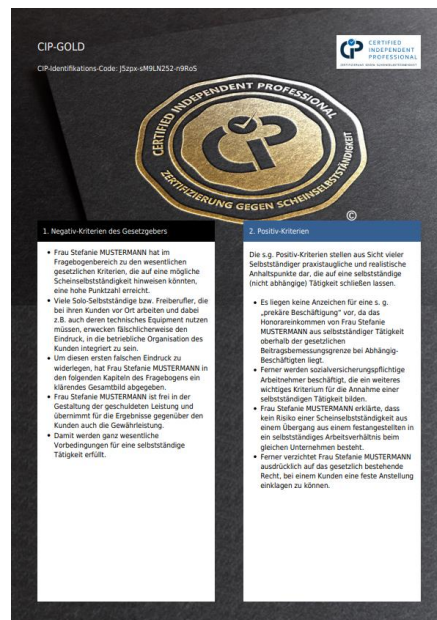 CIP-GOLD
CIP-Identifikations-Code: J5zpx-sM9LN252-n9RoS
CERTIFIED
INDEPENDENT
PROFESSIONAL
ZERTIFIZIERUNG GEGEN SCHEINSELBSTSTÄNDIGKEIT
CERTIFIED INDEPENDENT PROFESSIONAL
CIP
ZERTIFIZIERUNG GEGEN SCHEINSELBSTSTÄNDIGKEIT
©
1. Negativ-Kriterien des Gesetzgebers
• Frau Stefanie MUSTERMANN hat im
Fragebogenbereich zu den wesentlichen
gesetzlichen Kriterien, die auf eine mögliche
Scheinselbstständigkeit hinweisen könnten,
eine hohe Punktzahl erreicht.
• Viele Solo-Selbstständige bzw. Freiberufler, die
bei ihren Kunden vor Ort arbeiten und dabei
z.B. auch deren technisches Equipment nutzen
müssen, erwecken fälschlicherweise den
Eindruck, in die betriebliche Organisation des
Kunden integriert zu sein.
• Um diesen ersten falschen Eindruck zu
widerlegen, hat Frau Stefanie MUSTERMANN in
den folgenden Kapiteln des Fragebogens ein
klärendes Gesamtbild abgegeben.
• Frau Stefanie MUSTERMANN ist frei in der
Gestaltung der geschuldeten Leistung und
übernimmt für die Ergebnisse gegenüber den
Kunden auch die Gewährleistung.
• Damit werden ganz wesentliche
Vorbedingungen für eine selbstständige
Tätigkeit erfüllt.
2. Positiv-Kriterien
Die s.g. Positiv-Kriterien stellen aus Sicht vieler
Selbstständiger praxistaugliche und realistische
Anhaltspunkte dar, die auf eine selbstständige
(nicht abhängige) Tätigkeit schließen lassen.
• Es liegen keine Anzeichen für eine s. g.
„prekäre Beschäftigung“ vor, da das
Honorareinkommen von Frau Stefanie
MUSTERMANN aus selbständiger Tätigkeit
oberhalb der gesetzlichen
Beitragsbemessungsgrenze bei Abhängig-
Beschäftigten liegt.
• Ferner werden sozialversicherungspflichtige
Arbeitnehmer beschäftigt, die ein weiteres
wichtiges Kriterium für die Annahme einer
selbständigen Tätigkeit bilden.
• Frau Stefanie MUSTERMANN erklärte, dass
kein Risiko einer Scheinselbstständigkeit aus
einem Übergang aus einem festangestellten in
ein selbständiges Arbeitsverhältnis beim
gleichen Unternehmen besteht.
• Ferner verzichtet Frau Stefanie MUSTERMANN
ausdrücklich auf das gesetzlich bestehende
Recht, bei einem Kunden eine feste Anstellung
einklagen zu können.